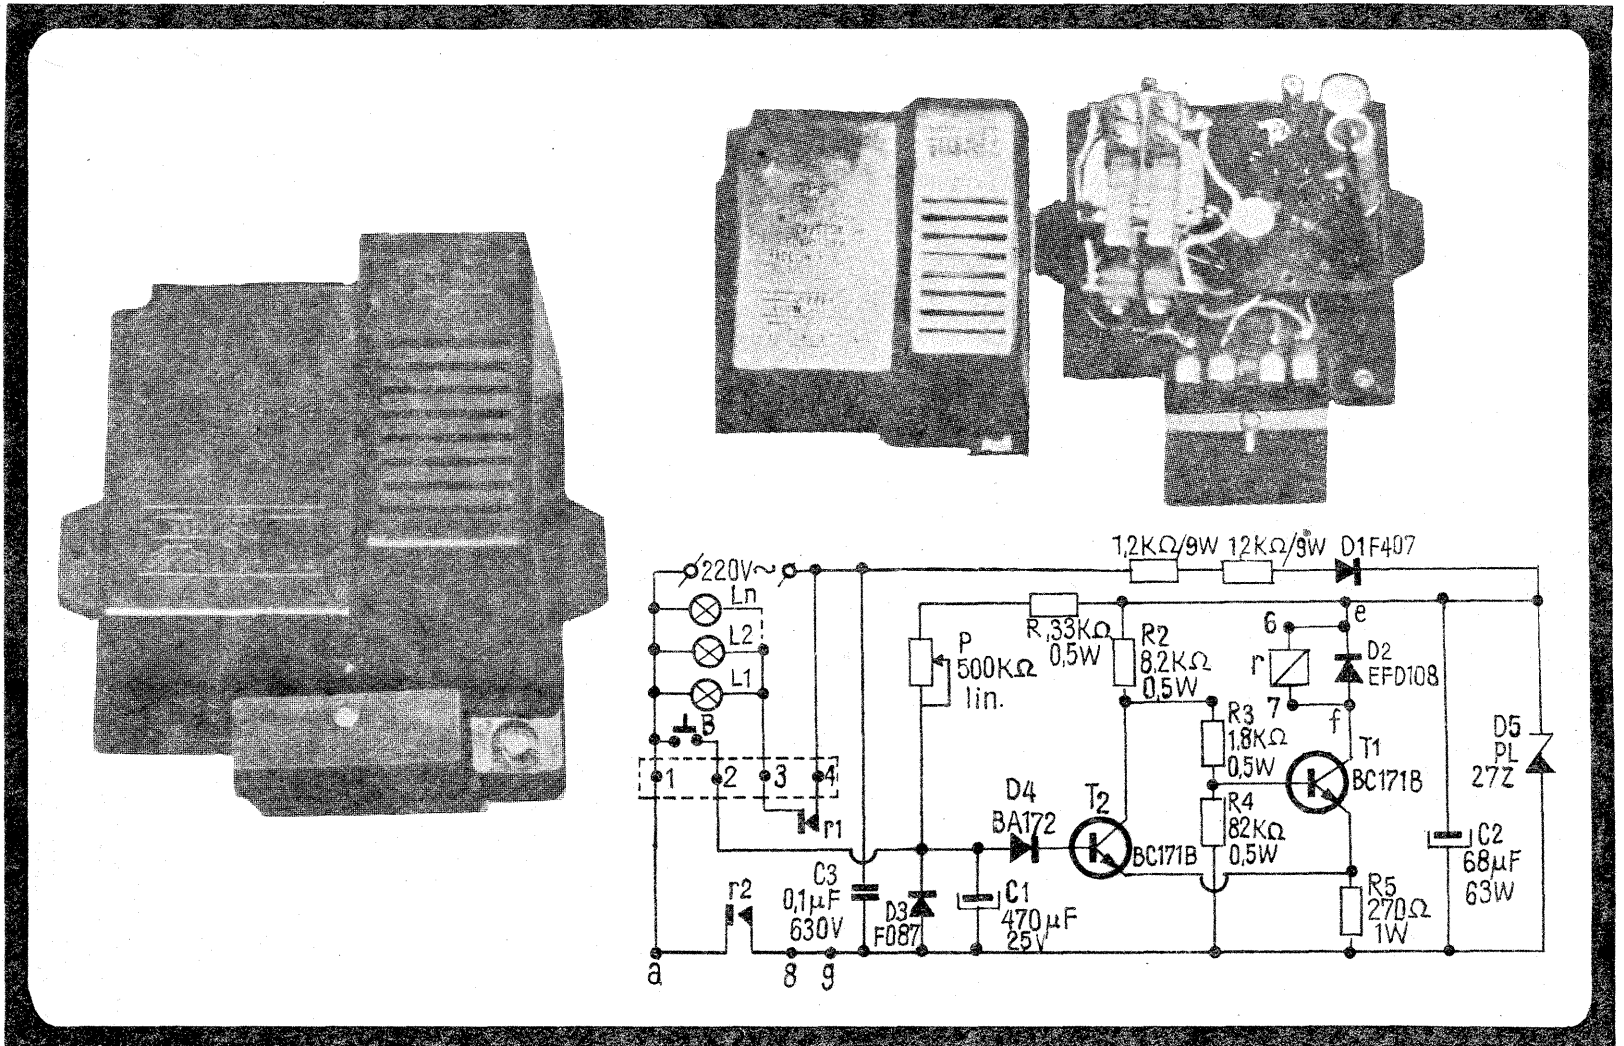 1,2KΩ/9W
12KΩ/9W
D1F407
220V~
Ln
L2
L1
B
1
2
3
4
r1
r2
a
8
9
P
500KΩ
lin.
R,33KΩ
0,5W
R2
8,2KΩ
0,5W
6
e
r
7
f
D2
EFD108
R3
1,8KΩ
0,5W
T1
BC171B
D5
PL
27Z
D4
BA172
T2
BC171B
R4
82KΩ
0,5W
C3
0,1μF
630V
D3
F087
C1
470μF
25V
R5
270Ω
1W
C2
68μF
63W